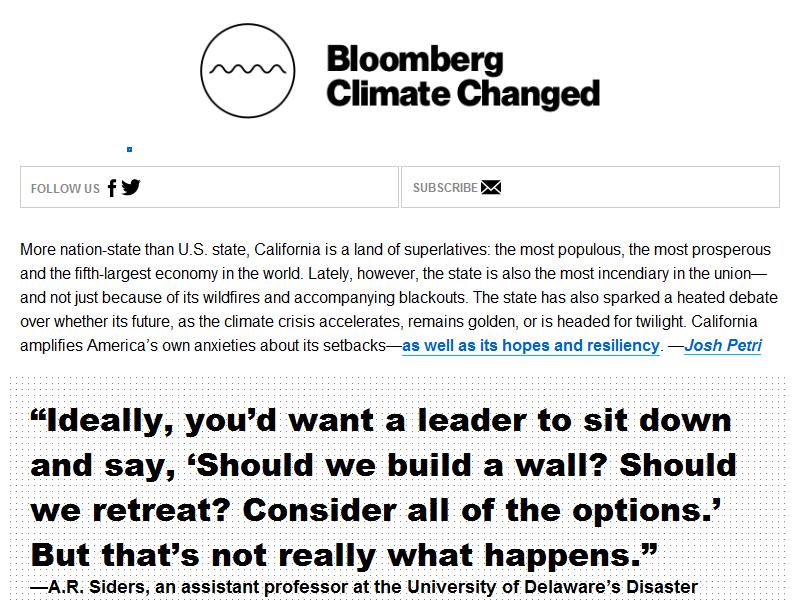 Bloomberg
Climate Changed
FOLLOW US
SUBSCRIBE
More nation-state than U.S. state, California is a land of superlatives: the most populous, the most prosperous
and the fifth-largest economy in the world. Lately, however, the state is also the most incendiary in the union—
and not just because of its wildfires and accompanying blackouts. The state has also sparked a heated debate
over whether its future, as the climate crisis accelerates, remains golden, or is headed for twilight. California
amplifies America’s own anxieties about its setbacks—as well as its hopes and resiliency. —Josh Petri
“Ideally, you’d want a leader to sit down
and say, ‘Should we build a wall? Should
we retreat? Consider all of the options.’
But that’s not really what happens.”
—A.R. Siders, an assistant professor at the University of Delaware’s Disaster